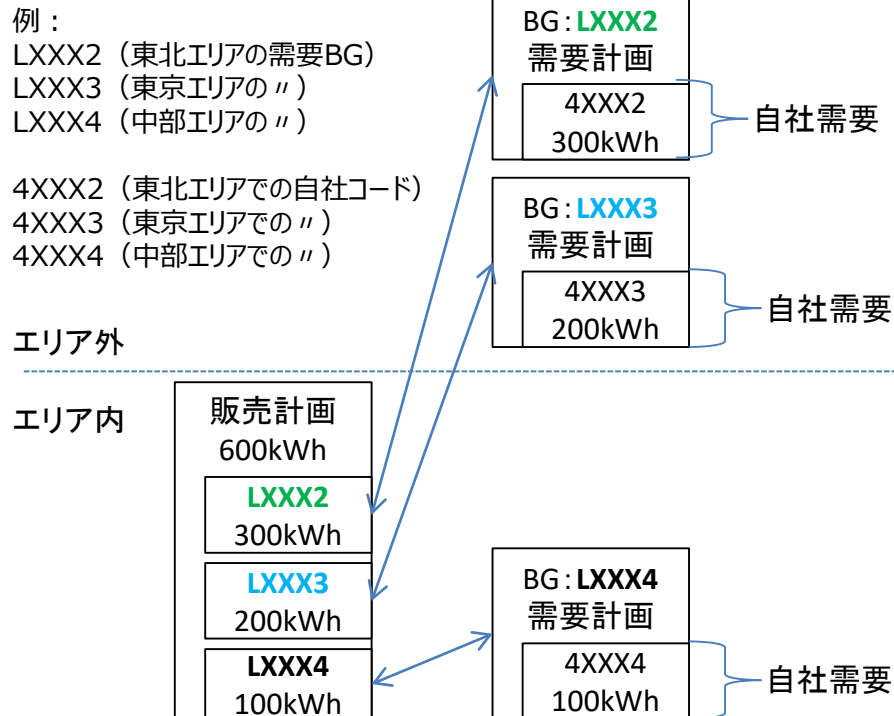 例：
LXXX2（東北エリアの需要BG）
LXXX3（東京エリアの〃）
LXXX4（中部エリアの〃）
4XXX2（東北エリアでの自社コード）
4XXX3（東京エリアでの〃）
4XXX4（中部エリアでの〃）
BG：LXXX2
需要計画
4XXX2
300kWh
自社需要
BG：LXXX3
需要計画
4XXX3
200kWh
自社需要
エリア外
エリア内
販売計画
600kWh
LXXX2
300kWh
LXXX3
200kWh
LXXX4
100kWh
BG：LXXX4
需要計画
4XXX4
100kWh
自社需要